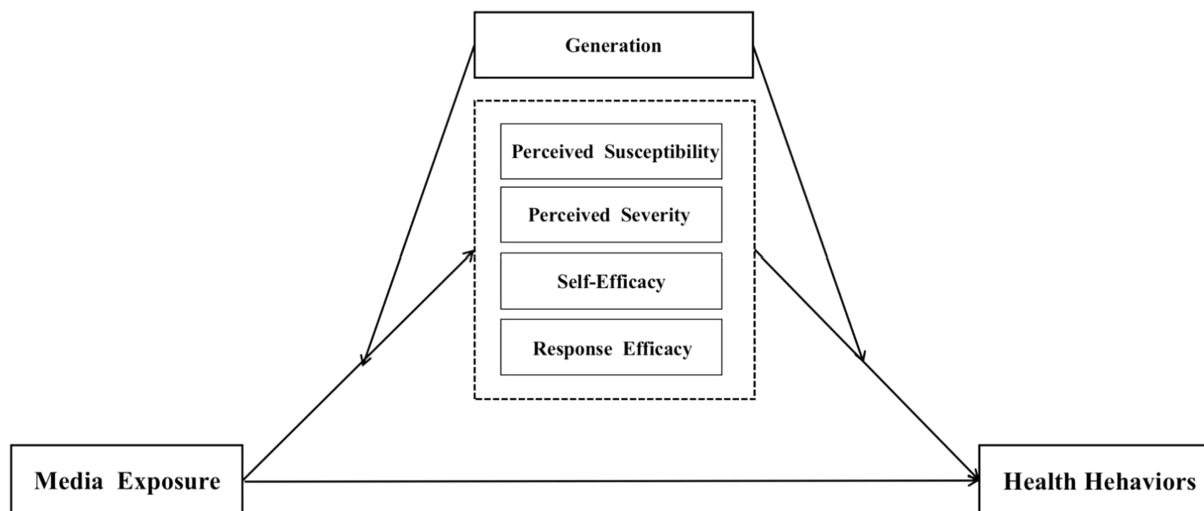 Generation
Perceived Susceptibility
Perceived Severity
Self-Efficacy
Response Efficacy
Media Exposure
Health Hehaviors